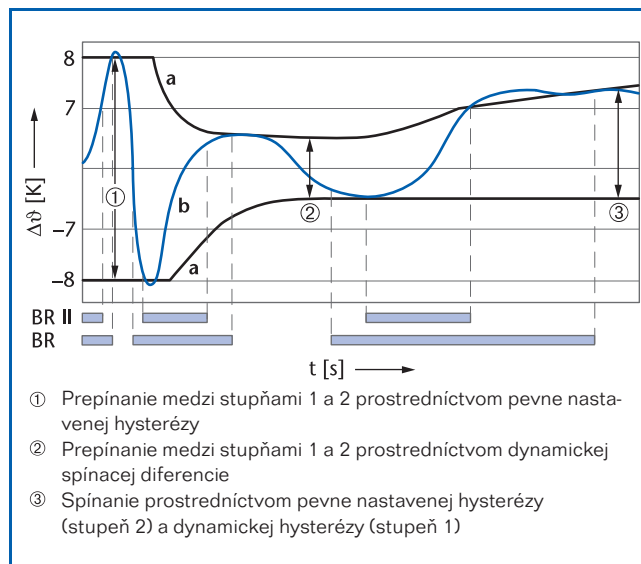 8
a
7
Δϑ [K]
①
b
②
③
−7
a
−8
BR II
BR
t [s]
① Prepínanie medzi stupňami 1 a 2 prostredníctvom pevne nasta-
venej hysterézy
② Prepínanie medzi stupňami 1 a 2 prostredníctvom dynamickej
spínacej diferencie
③ Spínanie prostredníctvom pevne nastavenej hysterézy
(stupeň 2) a dynamickej hysterézy (stupeň 1)